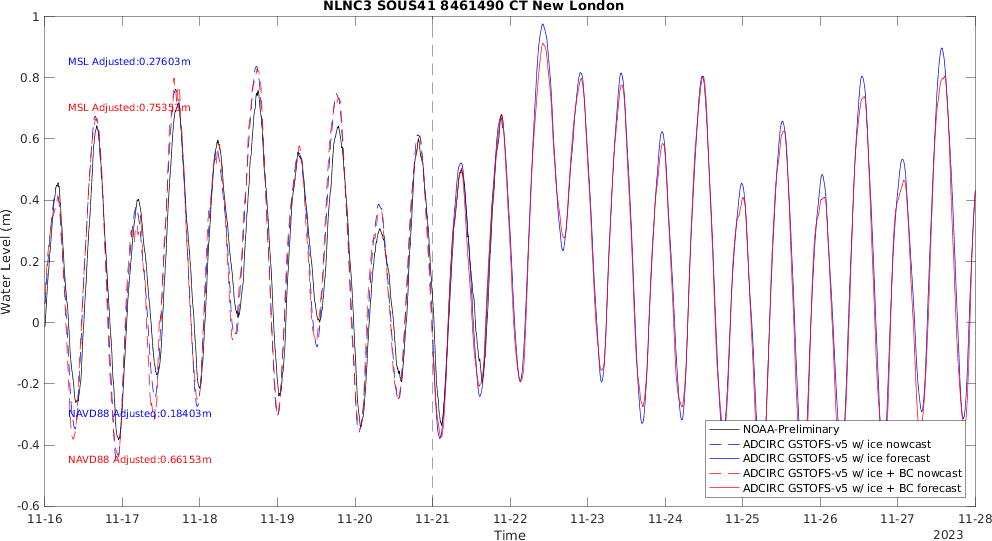 NLNC3 SOUS41 8461490 CT New London
1
0.8
0.6
0.4
0.2
0
-0.2
-0.4
-0.6
Water Level (m)
MSL Adjusted:0.27603m
MSL Adjusted:0.75353m
NAVD88 Adjusted:0.18403m
NAVD88 Adjusted:0.66153m
NOAA-Preliminary
ADCIRC GSTOFS-v5 w/ ice nowcast
ADCIRC GSTOFS-v5 w/ ice forecast
ADCIRC GSTOFS-v5 w/ ice + BC nowcast
ADCIRC GSTOFS-v5 w/ ice + BC forecast
11-16 11-17 11-18 11-19 11-20 11-21 11-22 11-23 11-24 11-25 11-26 11-27 11-28
Time
2023